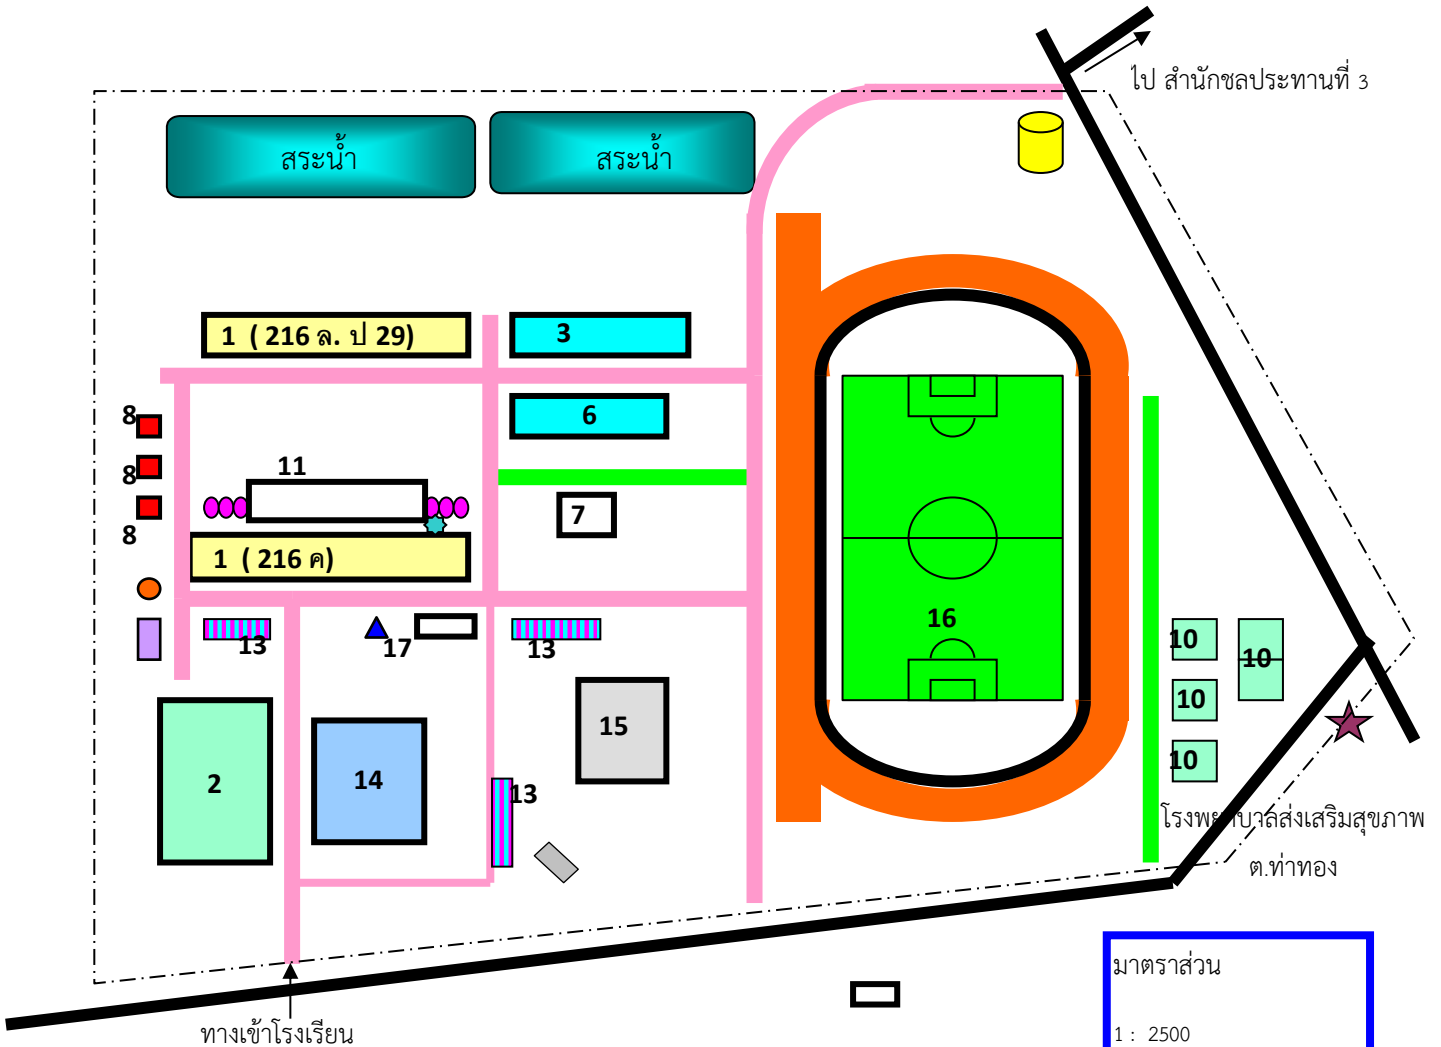 ไป สำนักชลประทานที่ 3
สระน้ำ
สระน้ำ
1 ( 216 ล. ป 29)
3
8
6
8
11
7
8
1 ( 216 ค)
13
17
13
16
10
10
10
10
2
14
13
15
โรงพยาบาลส่งเสริมสุขภาพ
ต.ท่าทอง
มาตราส่วน
1 : 2500
ทางเข้าโรงเรียน